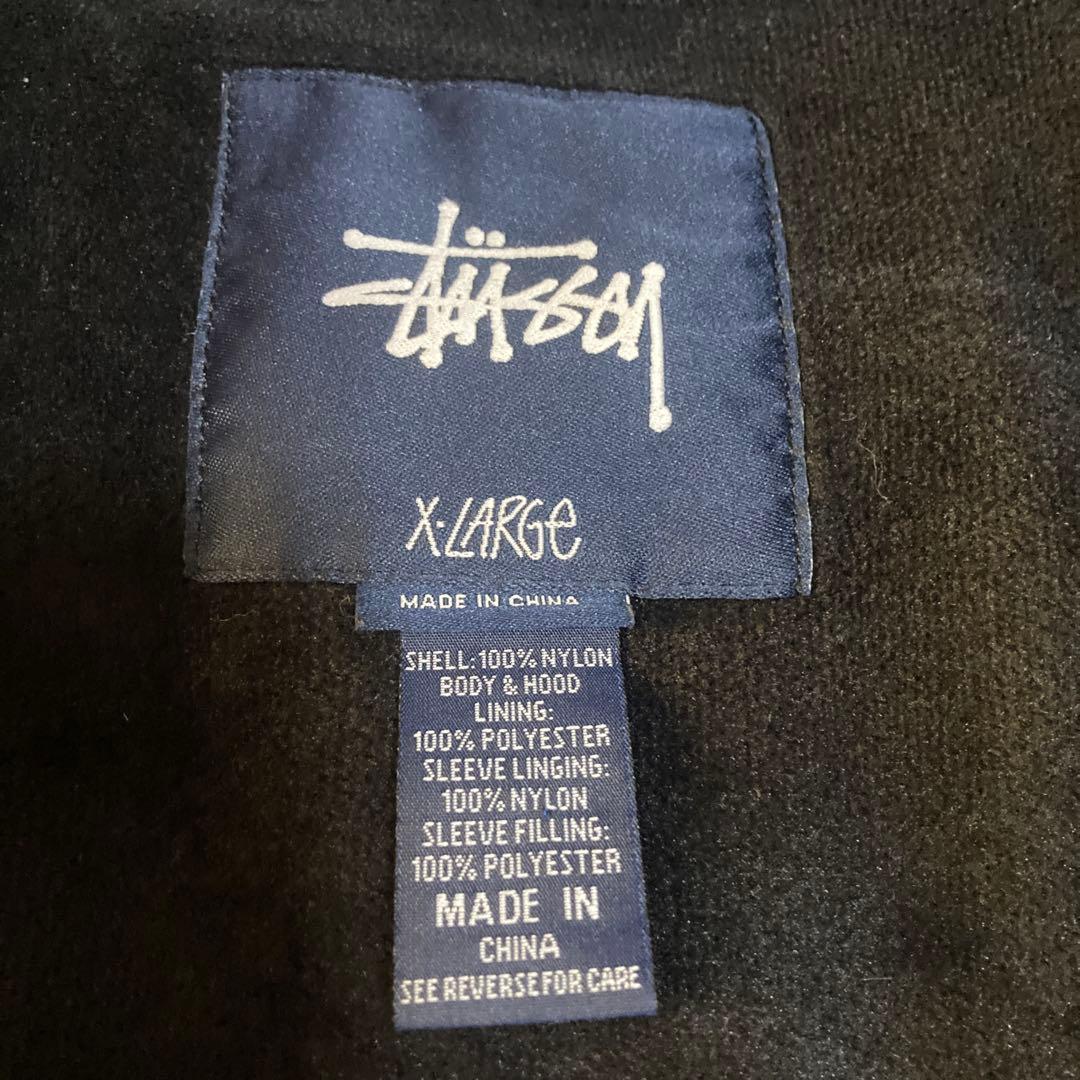 Stüssy
X-LARGE
MADE IN CHINA
SHELL: 100% NYLON
BODY & HOOD
LINING:
100% POLYESTER
SLEEVE LINGING:
100% NYLON
SLEEVE FILLING:
100% POLYESTER
MADE IN
CHINA
SEE REVERSE FOR CARE